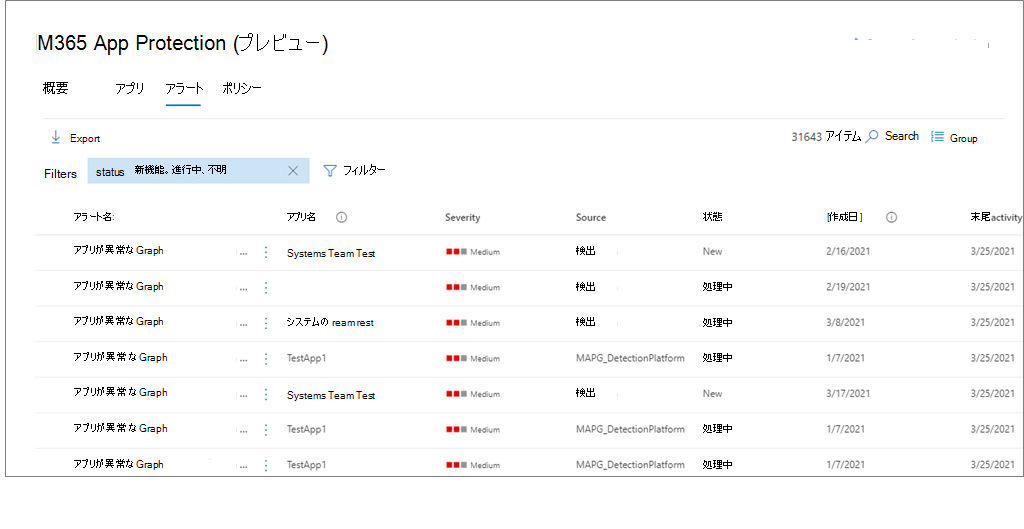 M365 App Protection (プレビュー)
概要 アプリ アラート ポリシー
Export 31643 アイテム Search Group
Filters status 新機能。進行中、不明 フィルター
アラート名: アプリ名 Severity Source 状態 [作成日] 末尾activity
アプリが異常な Graph ... Systems Team Test Medium 検出 New 2/16/2021 3/25/2021
アプリが異常な Graph ... Medium 検出 処理中 2/19/2021 3/25/2021
アプリが異常な Graph ... システムの ream rest Medium 検出 処理中 3/8/2021 3/25/2021
アプリが異常な Graph ... TestApp1 Medium MAPG_DetectionPlatform 処理中 1/7/2021 3/25/2021
アプリが異常な Graph ... Systems Team Test Medium 検出 New 3/17/2021 3/25/2021
アプリが異常な Graph ... TestApp1 Medium MAPG_DetectionPlatform 処理中 1/7/2021 3/25/2021
アプリが異常な Graph ... TestApp1 Medium MAPG_DetectionPlatform 処理中 1/7/2021 3/25/2021